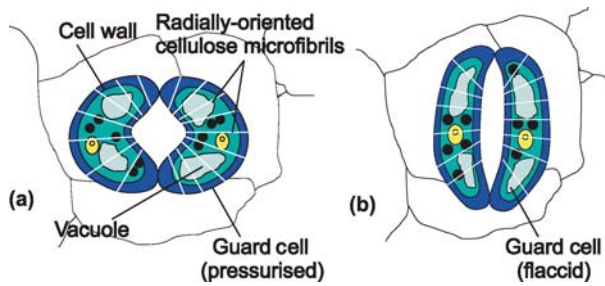 Cell wall
Radially-oriented
cellulose microfibrils
(a)
Vacuole
Guard cell
(pressurised)
(b)
Guard cell
(flaccid)